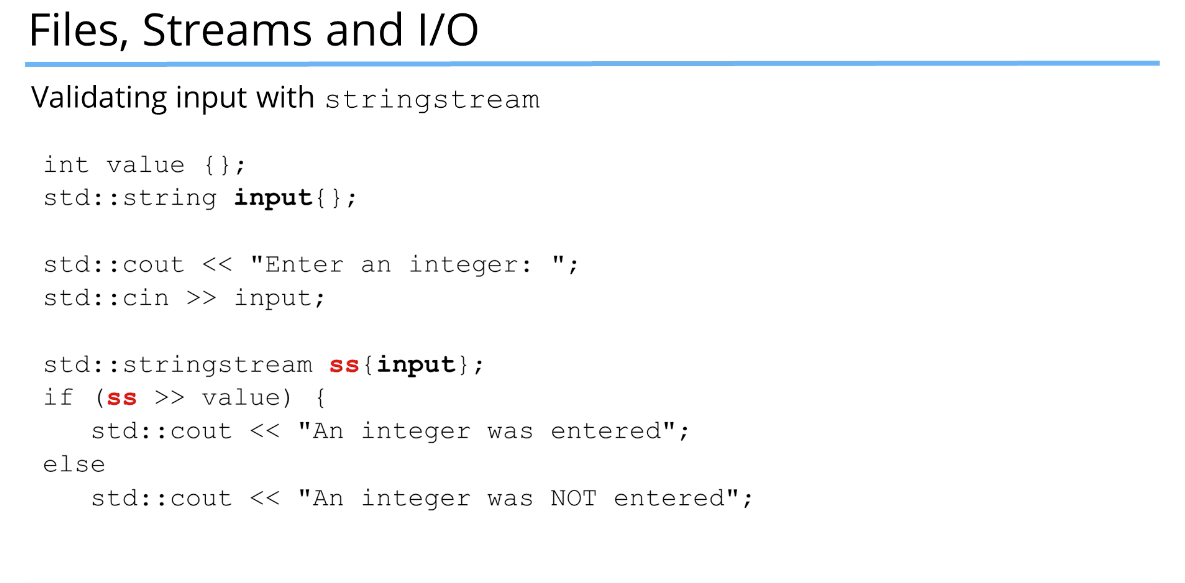 Files, Streams and I/O
Validating input with stringstream
int value {};
std::string input{};
std::cout << "Enter an integer: ";
std::cin >> input;
std::stringstream ss{input};
if (ss >> value) {
   std::cout << "An integer was entered";
else
   std::cout << "An integer was NOT entered";